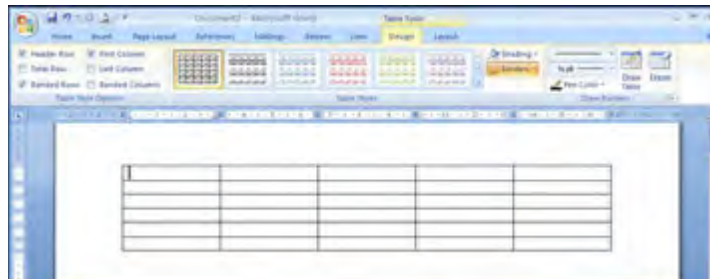 Document2 - Microsoft Word Table Tools
Home Insert Page Layout References Mailings Review View Design Layout
Header Row First Column Shading
Total Row Last Column Borders
Banded Rows Banded Columns Pen Color Draw Table Eraser
Table Style Options Table Styles Draw Borders